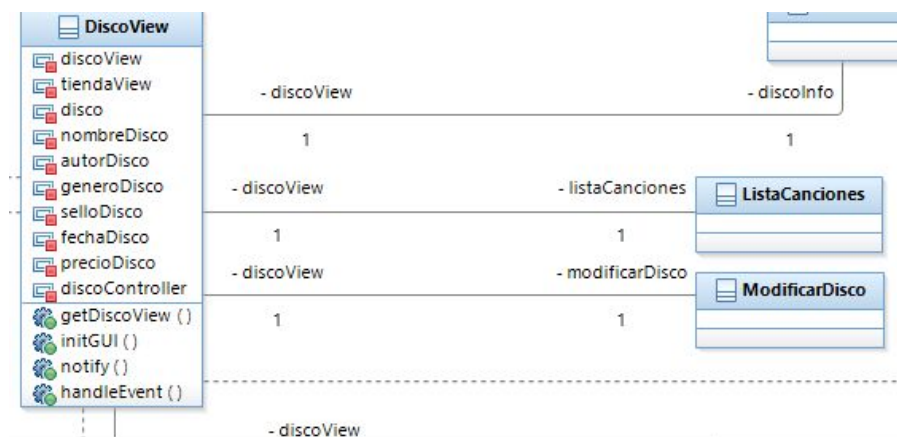 DiscoView
discoView
tiendaView
disco
nombreDisco
autorDisco
generoDisco
selloDisco
fechaDisco
precioDisco
discoController
getDiscoView ()
initGUI ()
notify ()
handleEvent ()
- discoView - discoInfo
1 1
- discoView - listaCanciones
1 1
ListaCanciones
- discoView - modificarDisco
1 1
ModificarDisco
- discoView